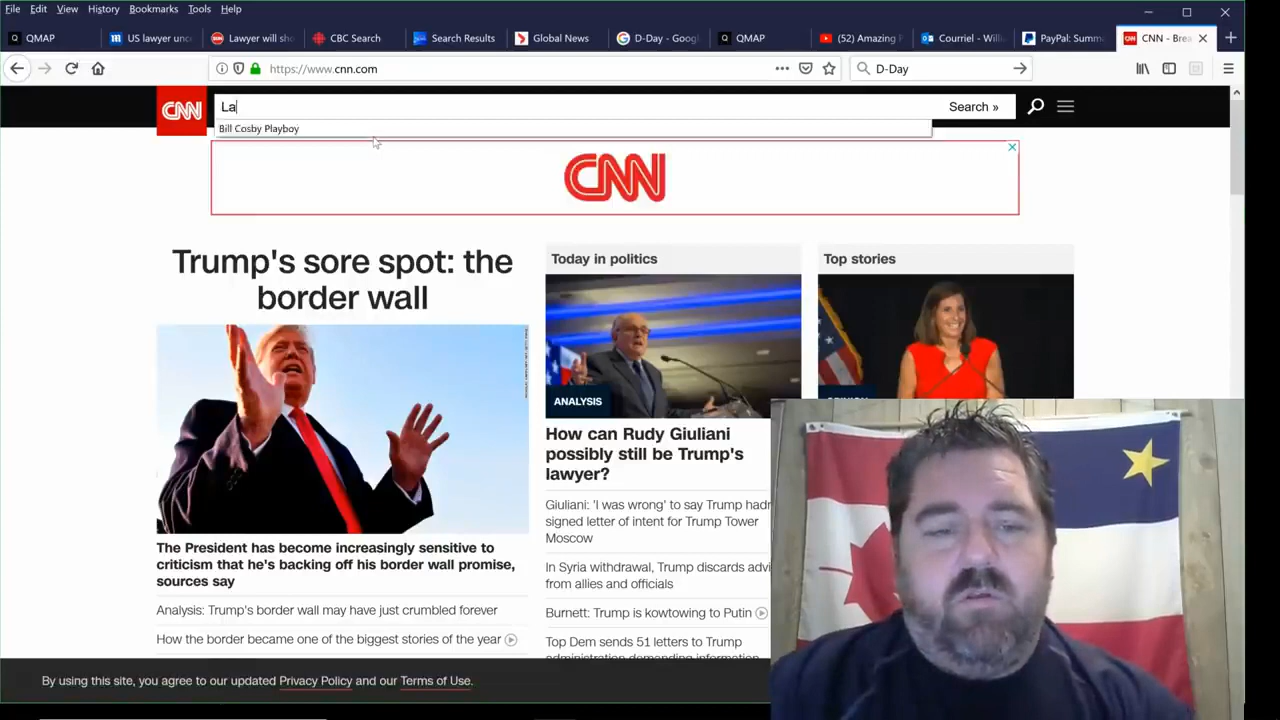 File Edit View History Bookmarks Tools Help
QMAP
US lawyer unc
Lawyer will sho
CBC Search
Search Results
Global News
D-Day - Goog
QMAP
(52) Amazing
Courriel - Willi
PayPal: Summ
CNN - Brea
https://www.cnn.com
D-Day
CNN
La
Search »
Bill Cosby Playboy
CNN
Trump's sore spot: the
border wall
The President has become increasingly sensitive to
criticism that he's backing off his border wall promise,
sources say
Analysis: Trump's border wall may have just crumbled forever
How the border became one of the biggest stories of the year
Today in politics
ANALYSIS
How can Rudy Giuliani
possibly still be Trump's
lawyer?
Giuliani: 'I was wrong' to say Trump hadn
signed letter of intent for Trump Tower
Moscow
In Syria withdrawal, Trump discards advi
from allies and officials
Burnett: Trump is kowtowing to Putin
Top Dem sends 51 letters to Trump
administration demanding information
Top stories
By using this site, you agree to our updated Privacy Policy and our Terms of Use.